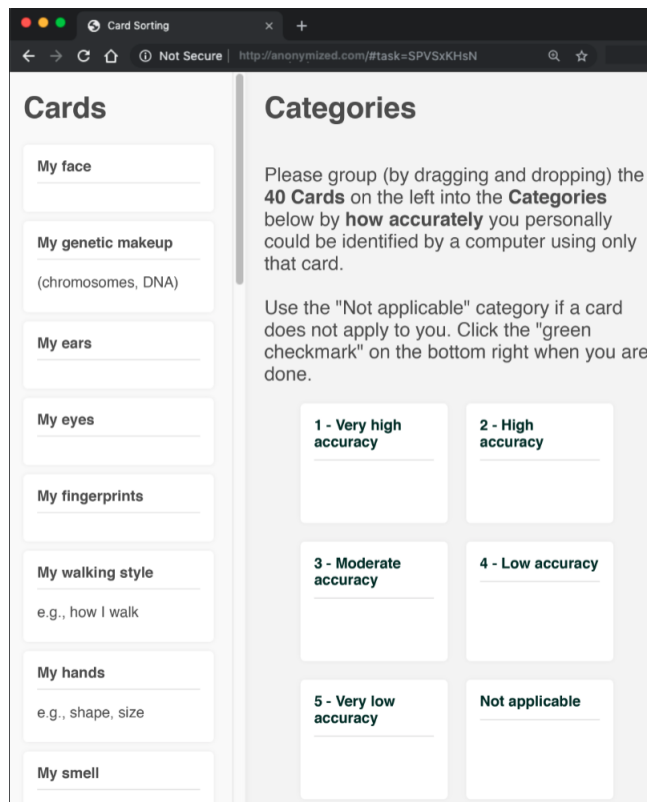 Card Sorting
Not Secure | http://anonymized.com/#task=SPVSxKHsN
Cards
My face
My genetic makeup
(chromosomes, DNA)
My ears
My eyes
My fingerprints
My walking style
e.g., how I walk
My hands
e.g., shape, size
My smell
Categories
Please group (by dragging and dropping) the
40 Cards on the left into the Categories
below by how accurately you personally
could be identified by a computer using only
that card.
Use the "Not applicable" category if a card
does not apply to you. Click the "green
checkmark" on the bottom right when you are
done.
1 - Very high
accuracy
2 - High
accuracy
3 - Moderate
accuracy
4 - Low accuracy
5 - Very low
accuracy
Not applicable